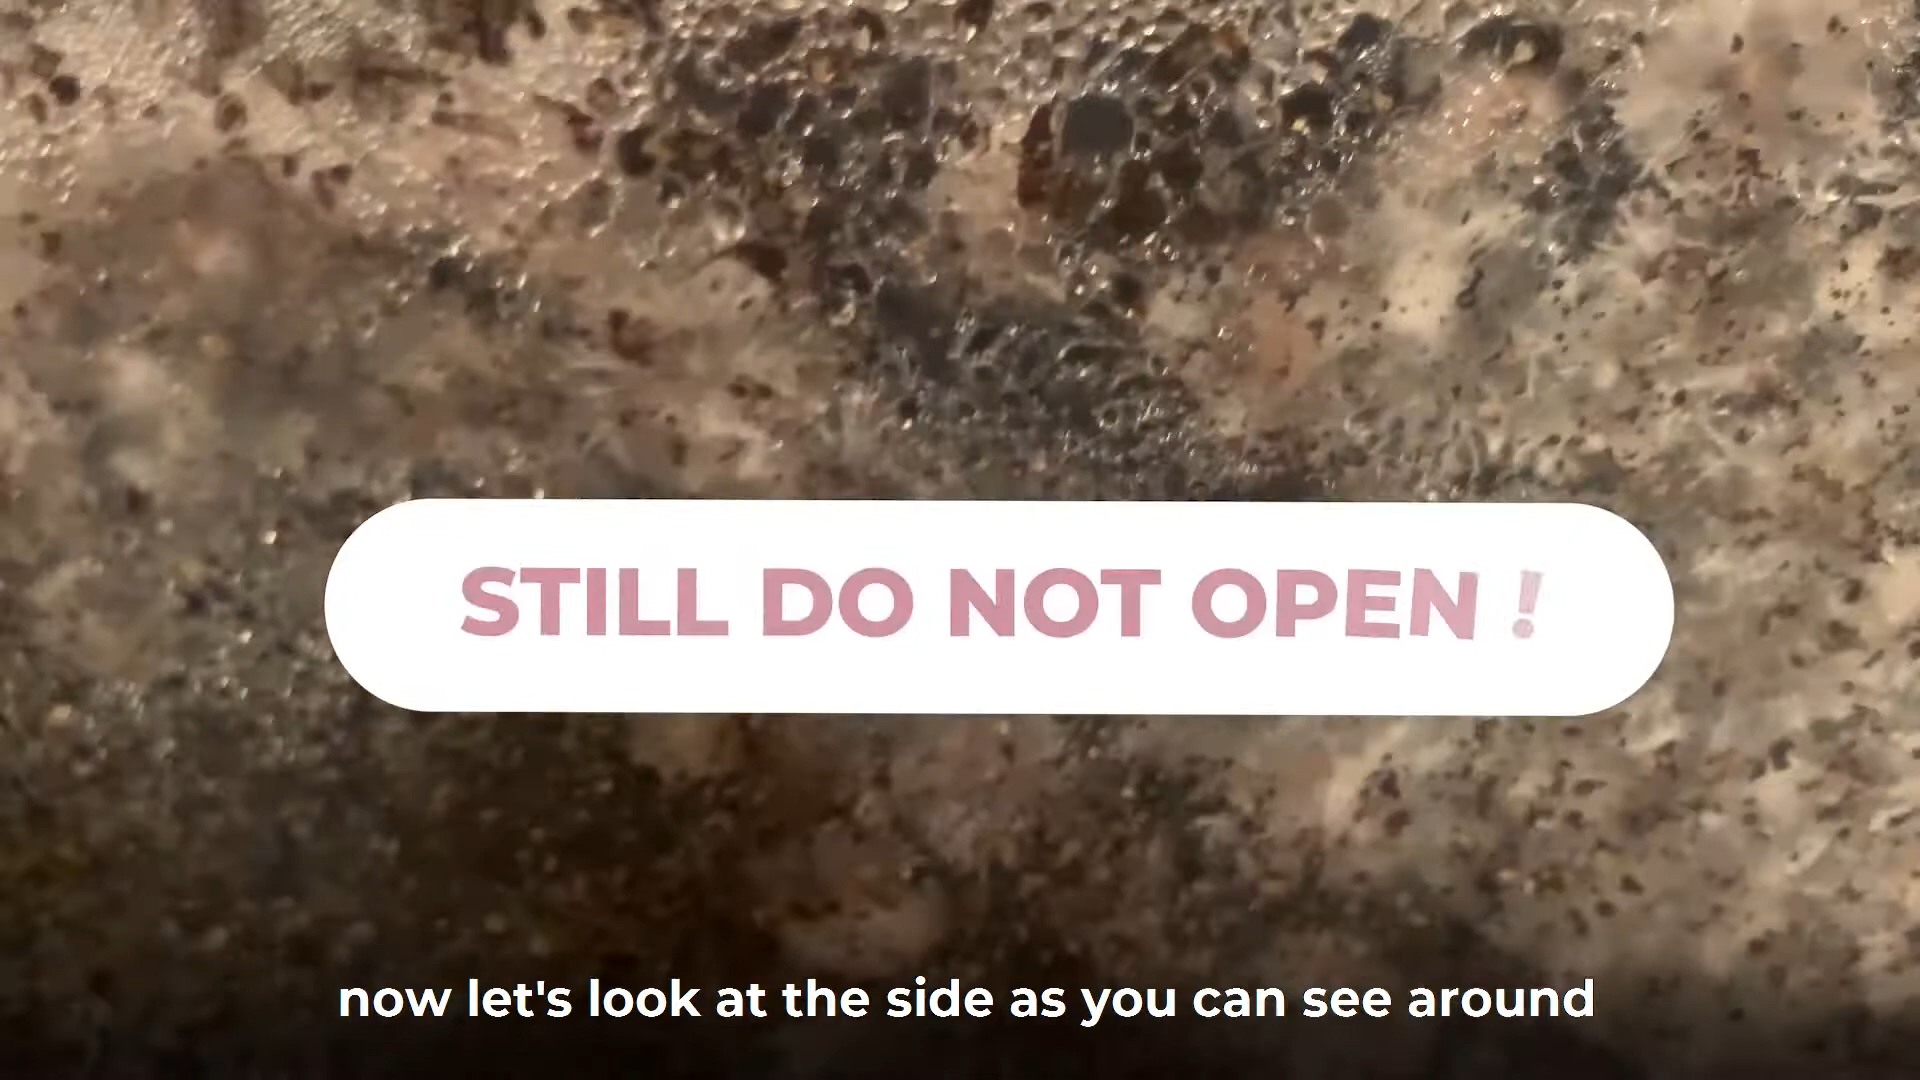 STILL DO NOT OPEN !
now let's look at the side as you can see around